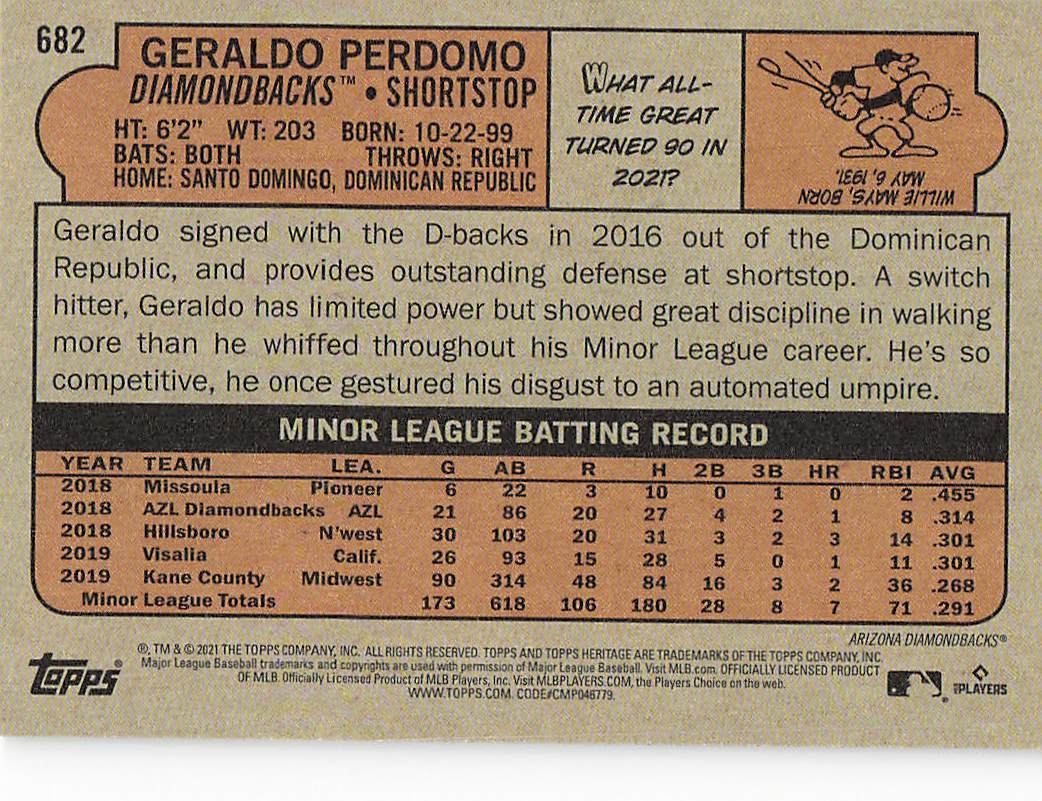 682
GERALDO PERDOMO
DIAMONDBACKS™ • SHORTSTOP
HT: 6'2" WT: 203 BORN: 10-22-99
BATS: BOTH THROWS: RIGHT
HOME: SANTO DOMINGO, DOMINICAN REPUBLIC
WHAT ALL-
TIME GREAT
TURNED 90 IN
2021?
WILLIE MAYS, BORN
MAY 6, 1931.
Geraldo signed with the D-backs in 2016 out of the Dominican
Republic, and provides outstanding defense at shortstop. A switch
hitter, Geraldo has limited power but showed great discipline in walking
more than he whiffed throughout his Minor League career. He's so
competitive, he once gestured his disgust to an automated umpire.
MINOR LEAGUE BATTING RECORD
YEAR TEAM LEA. G AB R H 2B 3B HR RBI AVG
2018 Missoula Pioneer 6 22 3 10 0 1 0 2 .455
2018 AZL Diamondbacks AZL 21 86 20 27 4 2 1 8 .314
2018 Hillsboro N'west 30 103 20 31 3 2 3 14 .301
2019 Visalia Calif. 26 93 15 28 5 0 1 11 .301
2019 Kane County Midwest 90 314 48 84 16 3 2 36 .268
Minor League Totals 173 618 106 180 28 8 7 71 .291
ARIZONA DIAMONDBACKS®
®, TM & © 2021 THE TOPPS COMPANY, INC. ALL RIGHTS RESERVED. TOPPS AND TOPPS HERITAGE ARE TRADEMARKS OF THE TOPPS COMPANY, INC.
Major League Baseball trademarks and copyrights are used with permission of Major League Baseball. Visit MLB.com. OFFICIALLY LICENSED PRODUCT
OF MLB. Officially Licensed Product of MLB Players, Inc. Visit MLBPLAYERS.COM, the Players Choice on the web.
WWW.TOPPS.COM. CODE#CMP046779.
Topps®
MLB PLAYERS